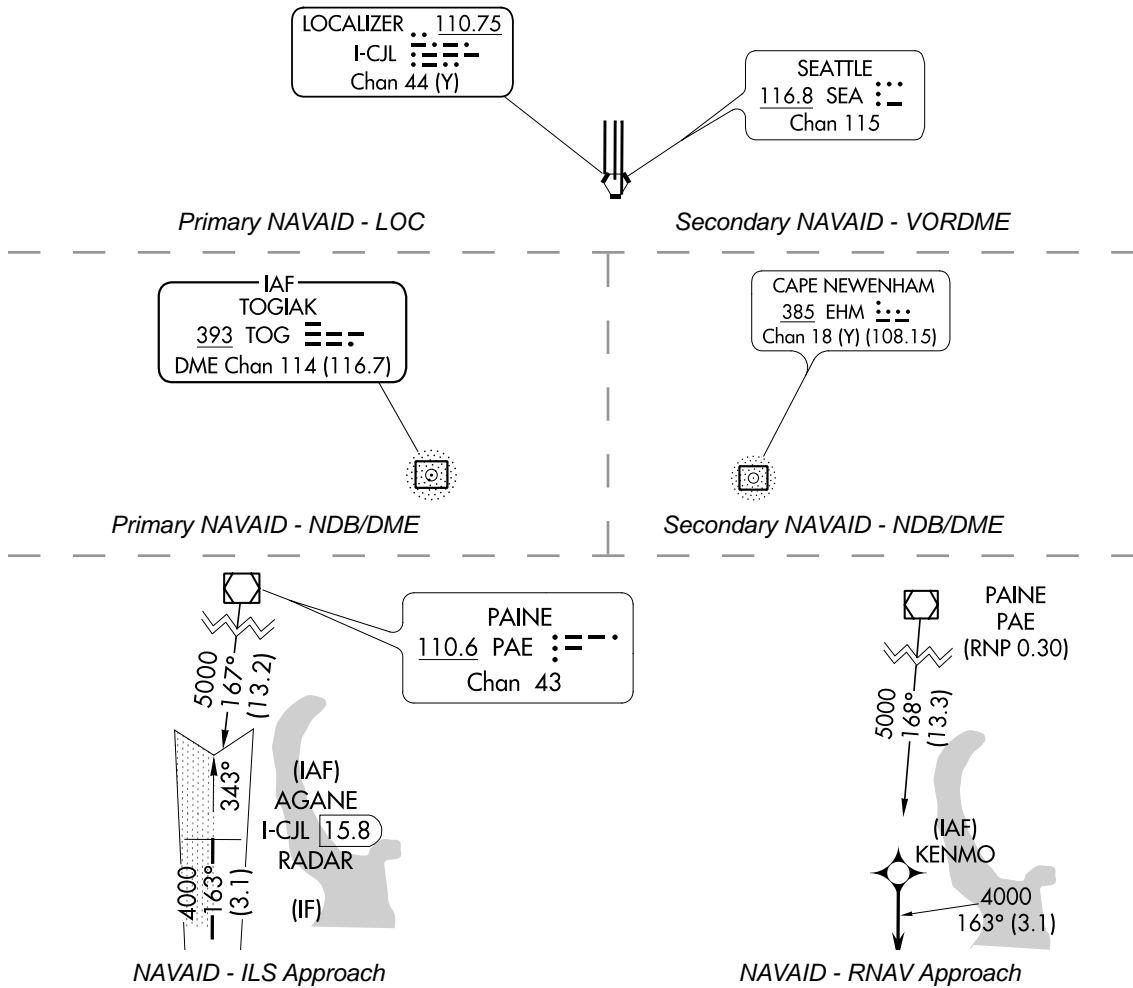 LOCALIZER 110.75
I-CJL
Chan 44 (Y)
SEATTLE
116.8 SEA
Chan 115
Primary NAVAID - LOC
Secondary NAVAID - VORDME
IAF
TOGIAK
393 TOG
DME Chan 114 (116.7)
CAPE NEWENHAM
385 EHM
Chan 18 (Y) (108.15)
Primary NAVAID - NDB/DME
Secondary NAVAID - NDB/DME
PAINE
110.6 PAE
Chan 43
5000
167°
(13.2)
343°
(IAF)
AGANE
I-CJL 15.8
RADAR
(IF)
4000
163°
(3.1)
NAVAID - ILS Approach
PAINE
PAE
(RNP 0.30)
5000
168°
(13.3)
(IAF)
KENMO
4000
163° (3.1)
NAVAID - RNAV Approach